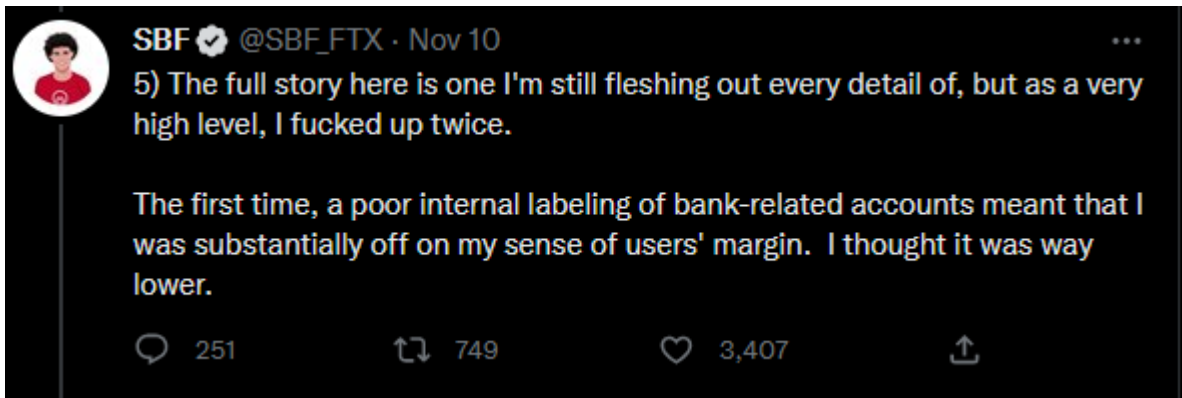 SBF @SBF_FTX · Nov 10
5) The full story here is one I'm still fleshing out every detail of, but as a very
high level, I fucked up twice.
The first time, a poor internal labeling of bank-related accounts meant that I
was substantially off on my sense of users' margin.  I thought it was way
lower.
251 749 3,407